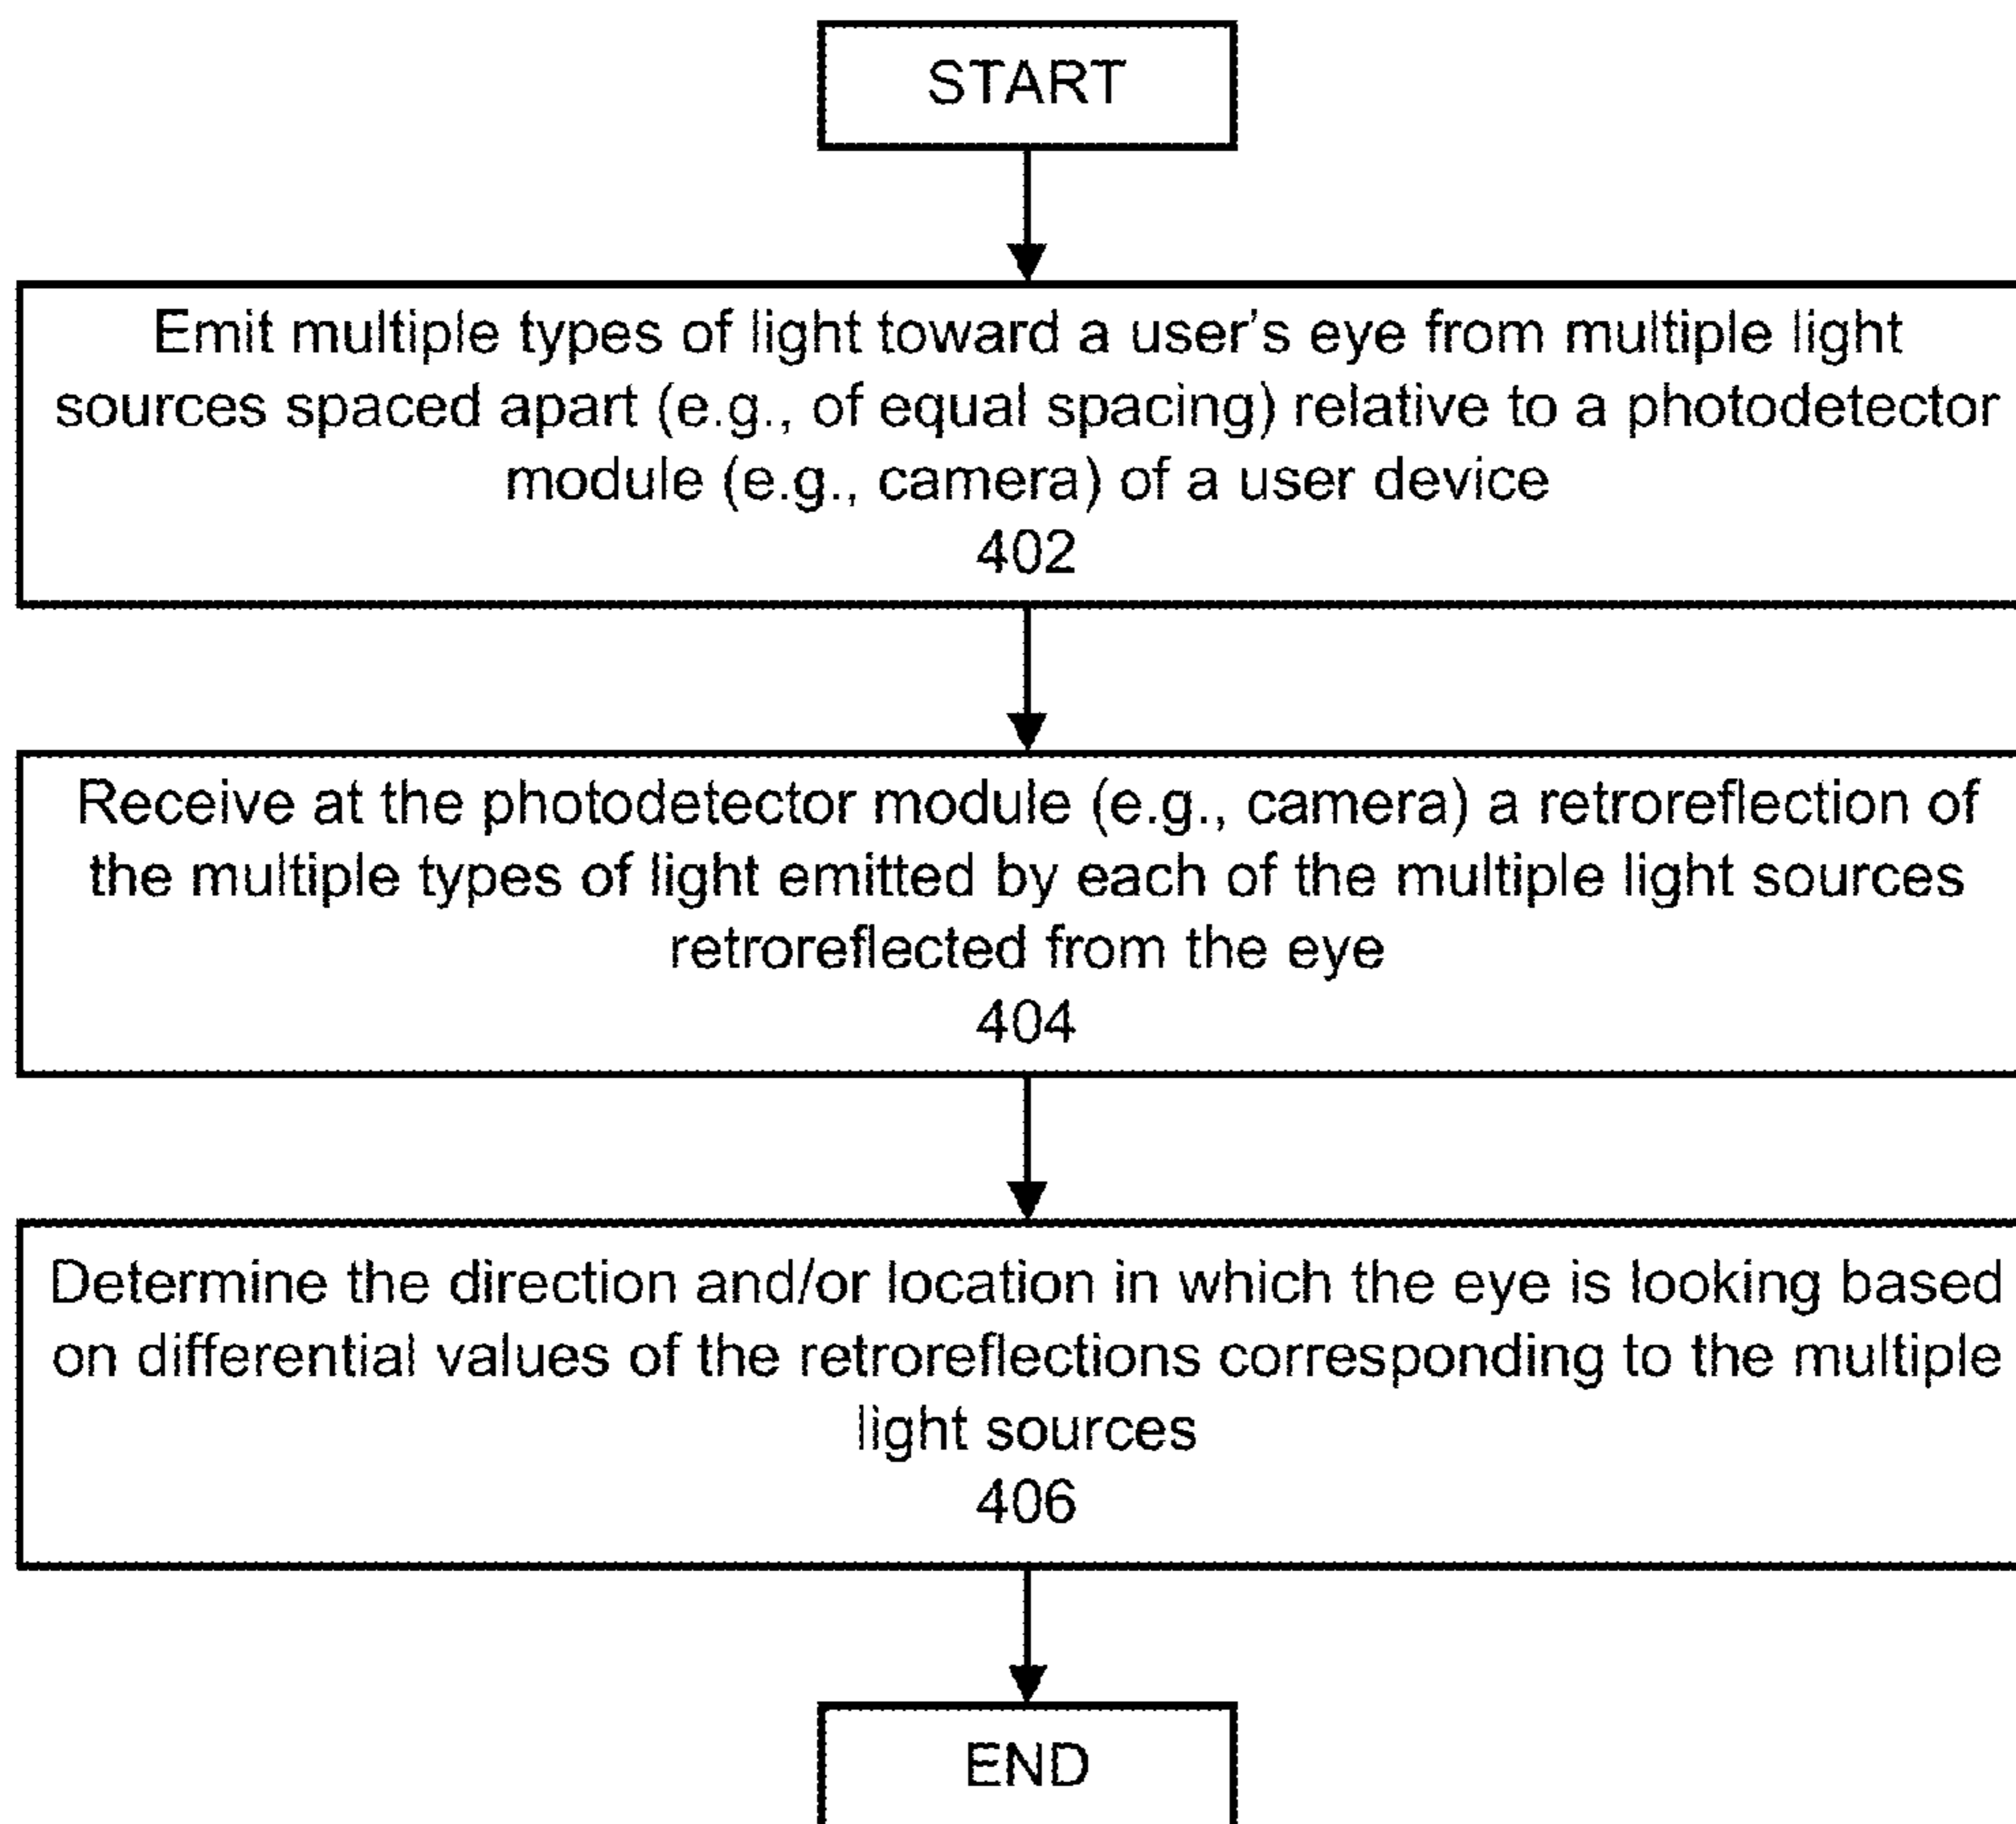 START
Emit multiple types of light toward a user's eye from multiple light
sources spaced apart (e.g., of equal spacing) relative to a photodetector
module (e.g., camera) of a user device
402
Receive at the photodetector module (e.g., camera) a retroreflection of
the multiple types of light emitted by each of the multiple light sources
retroreflected from the eye
404
Determine the direction and/or location in which the eye is looking based
on differential values of the retroreflections corresponding to the multiple
light sources
406
END